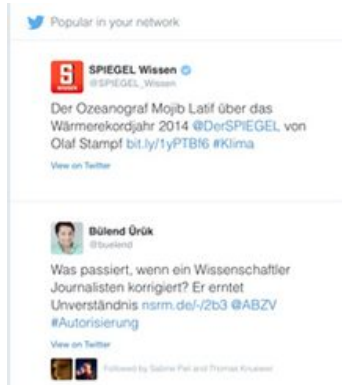 Popular in your network
SPIEGEL Wissen
@SPIEGEL_Wissen
Der Ozeanograf Mojib Latif über das
Wärmerekordjahr 2014 @DerSPIEGEL von
Olaf Stampf bit.ly/1yPTBf6 #Klima
View on Twitter
Bülend Ürük
@buelend
Was passiert, wenn ein Wissenschaftler
Journalisten korrigiert? Er erntet
Unverständnis nsrm.de/-/2b3 @ABZV
#Autorisierung
View on Twitter
Followed by Sabine Pall and Thomas Knuewer